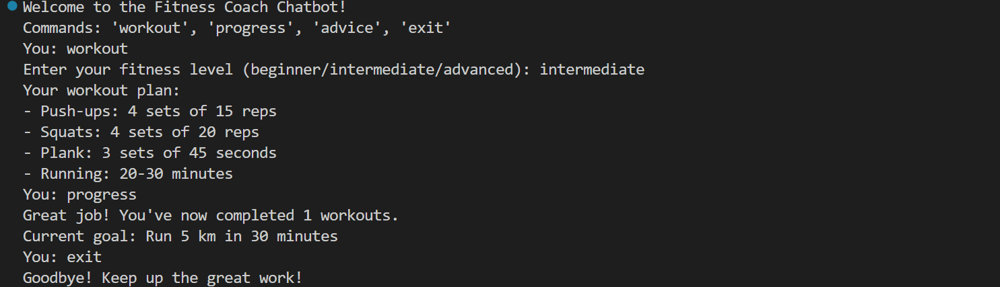 Welcome to the Fitness Coach Chatbot!
Commands: 'workout', 'progress', 'advice', 'exit'
You: workout
Enter your fitness level (beginner/intermediate/advanced): intermediate
Your workout plan:
- Push-ups: 4 sets of 15 reps
- Squats: 4 sets of 20 reps
- Plank: 3 sets of 45 seconds
- Running: 20-30 minutes
You: progress
Great job! You've now completed 1 workouts.
Current goal: Run 5 km in 30 minutes
You: exit
Goodbye! Keep up the great work!